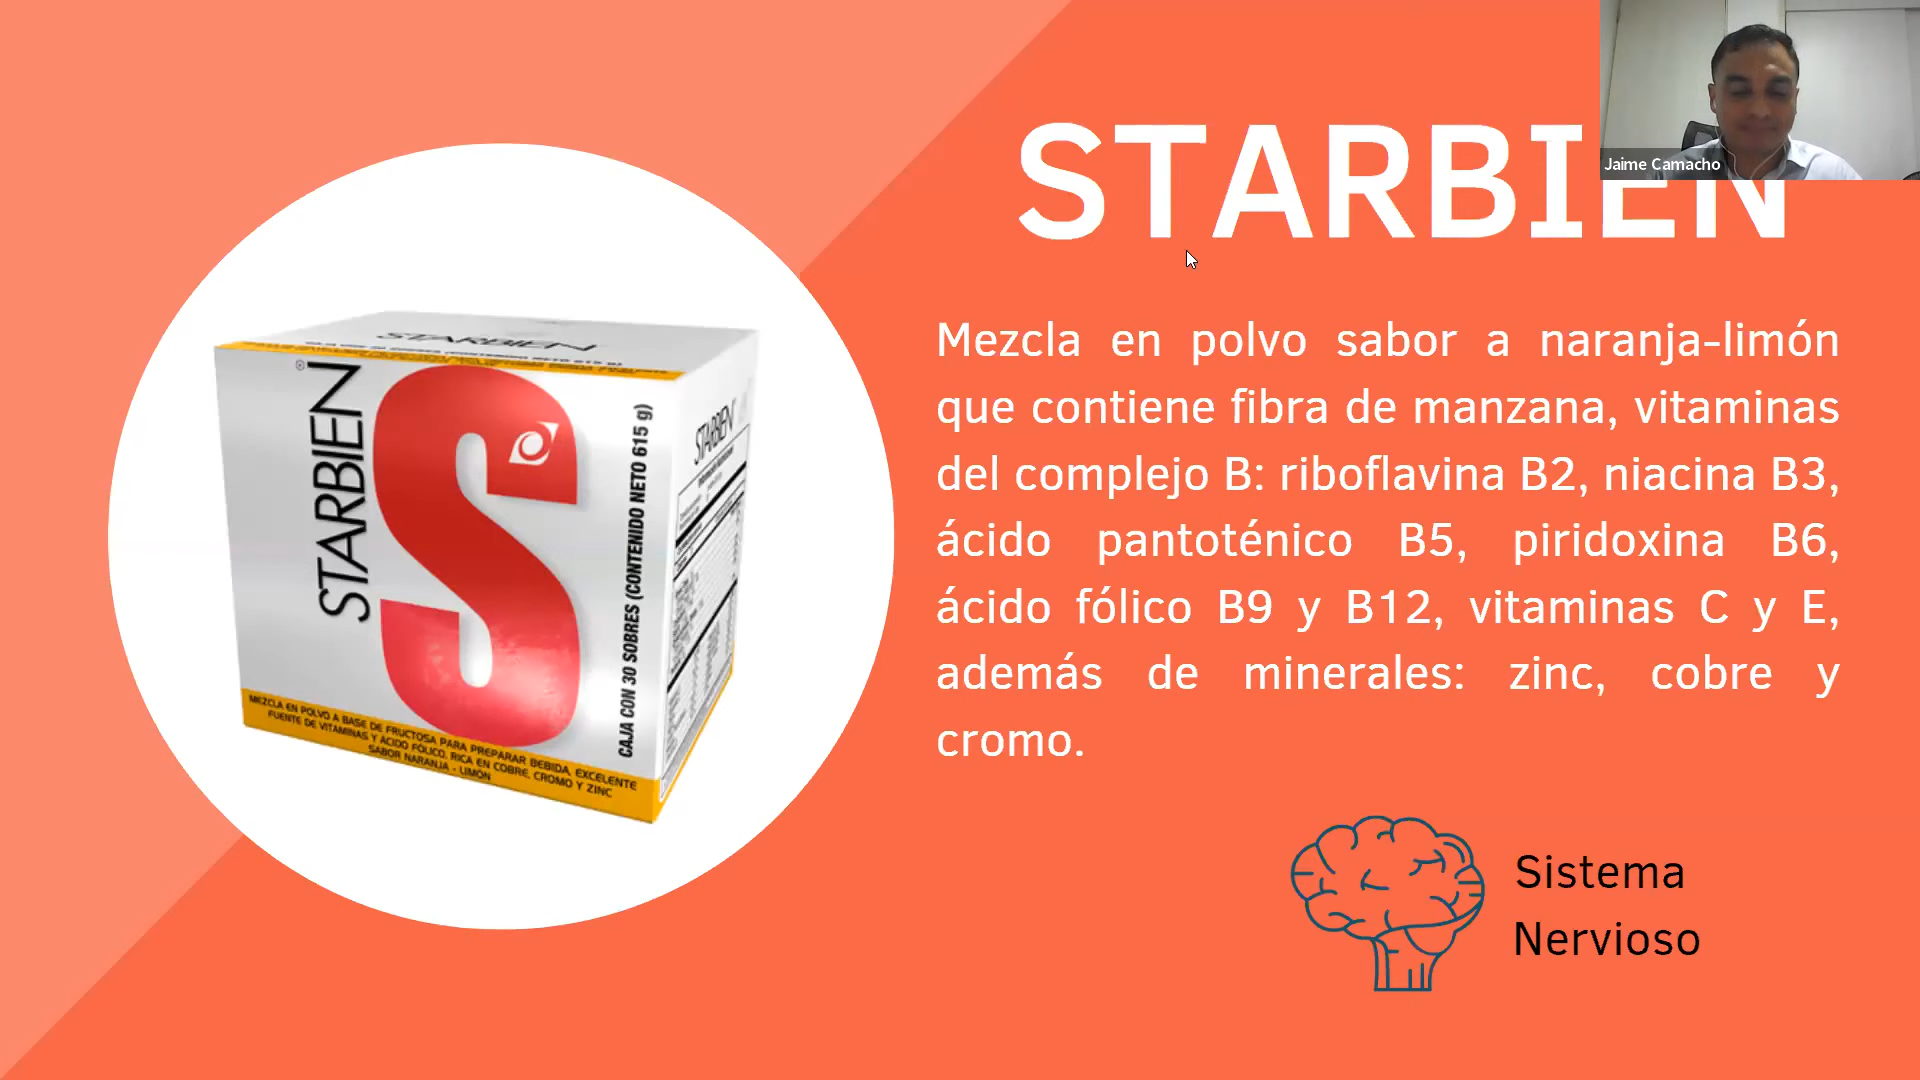 STARBIEN
Jaime Camacho
Mezcla en polvo sabor a naranja-limón
que contiene fibra de manzana, vitaminas
del complejo B: riboflavina B2, niacina B3,
ácido pantoténico B5, piridoxina B6,
ácido fólico B9 y B12, vitaminas C y E,
además de minerales: zinc, cobre y
cromo.
Sistema
Nervioso
STARBIEN
STARBIEN®
S
CAJA CON 30 SOBRES (CONTENIDO NETO 615 g)
STARBIEN
MEZCLA EN POLVO A BASE DE FRUCTOSA PARA PREPARAR BEBIDA, EXCELENTE
FUENTE DE VITAMINAS Y ÁCIDO FÓLICO, RICA EN COBRE, CROMO Y ZINC
SABOR NARANJA - LIMÓN